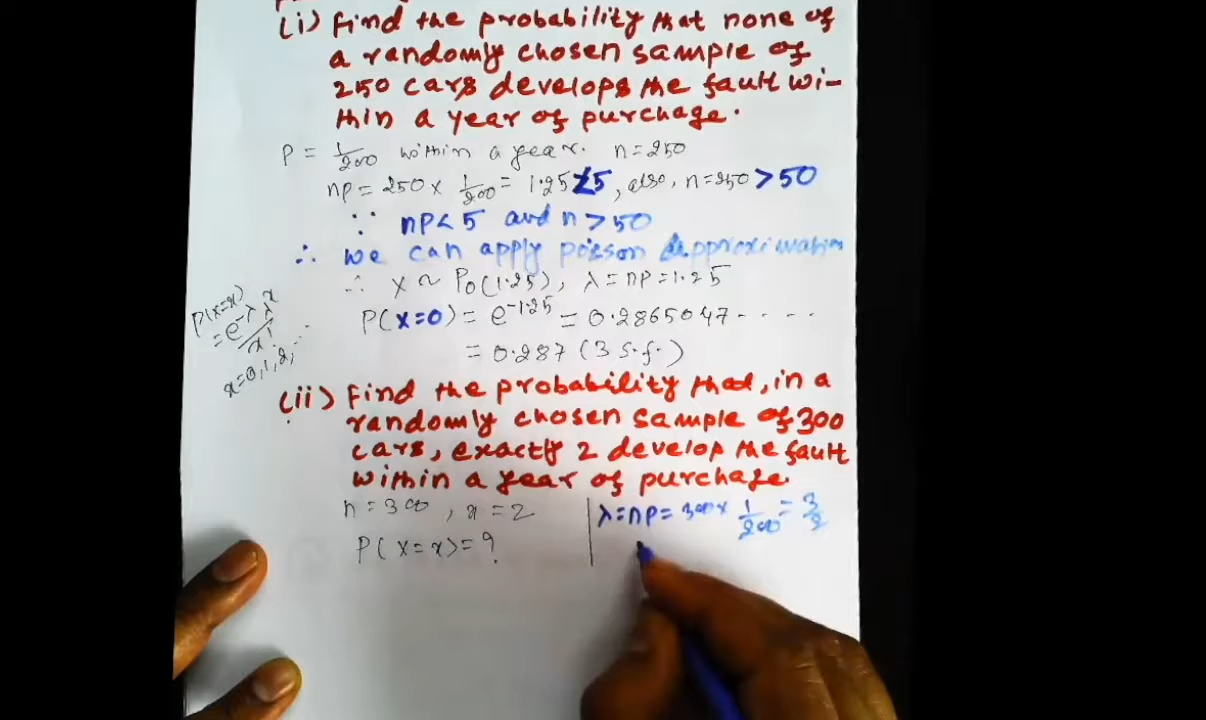 (i) Find the probability that none of
a randomly chosen sample of
250 cars develops the fault wi-
thin a year of purchage.
P = 1/200 within a year. n=250
np = 250 × 1/200 = 1.25 < 5, also, n=250 > 50
∵ np < 5 and n > 50
∴ we can apply poisson approximation
∴ X ~ Po(1.25), λ = np = 1.25
P(X=x)
= e^-λ λ^x / x!
x=0,1,2,...
P(X=0) = e^-1.25 = 0.2865047- - - -
= 0.287 (3 s.f.)
(ii) Find the probability that, in a
randomly chosen sample of 300
cars, exactly 2 develop the fault
within a year of purchase.
n = 300, x = 2
λ = np = 300 × 1/200 = 3/2
P(X = x) = ?